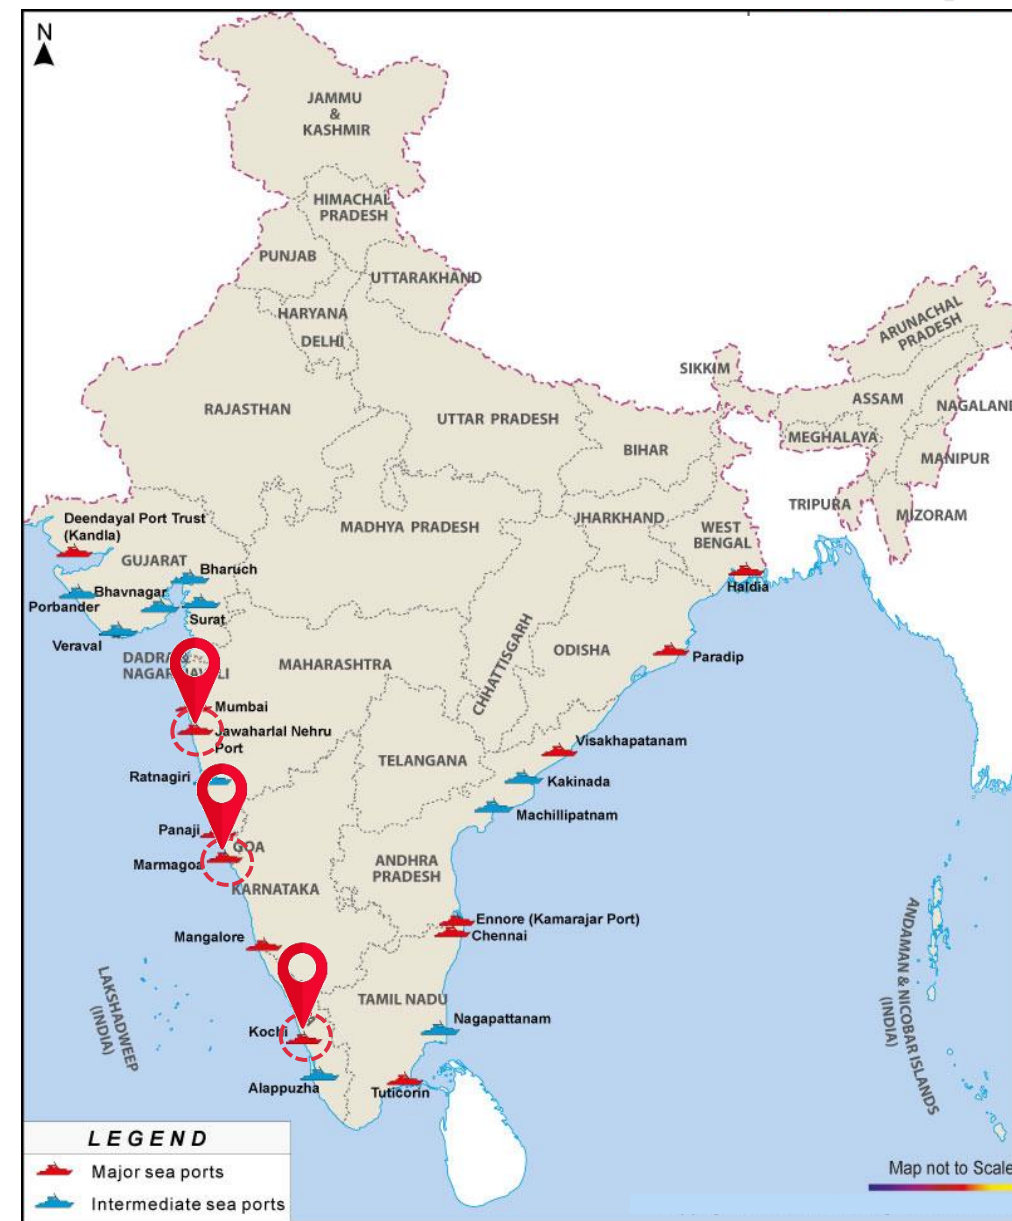 N
JAMMU
&
KASHMIR
HIMACHAL
PRADESH
PUNJAB
UTTARAKHAND
HARYANA
DELHI
ARUNACHAL
PRADESH
SIKKIM
ASSAM
NAGALAND
RAJASTHAN
UTTAR PRADESH
MEGHALAYA
BIHAR
MANIPUR
TRIPURA
MIZORAM
Deendayal Port Trust
(Kandla)
MADHYA PRADESH
JHARKHAND
WEST
BENGAL
GUJARAT
Bharuch
Bhavnagar
Porbander
Surat
Haldia
Veraval
CHHATTISGARH
ODISHA
Paradip
DADRA &
NAGAR HAVELI
MAHARASHTRA
Mumbai
Jawaharlal Nehru
Port
Visakhapatanam
TELANGANA
Ratnagiri
Kakinada
Machillipatnam
Panaji
GOA
Marmagoa
ANDHRA
PRADESH
KARNATAKA
Ennore (Kamarajar Port)
Chennai
Mangalore
LAKSHADWEEP
(INDIA)
ANDAMAN & NICOBAR ISLANDS
(INDIA)
TAMIL NADU
Nagapattanam
Kochi
Alappuzha
Tuticorin
LEGEND
Major sea ports
Intermediate sea ports
Map not to Scale